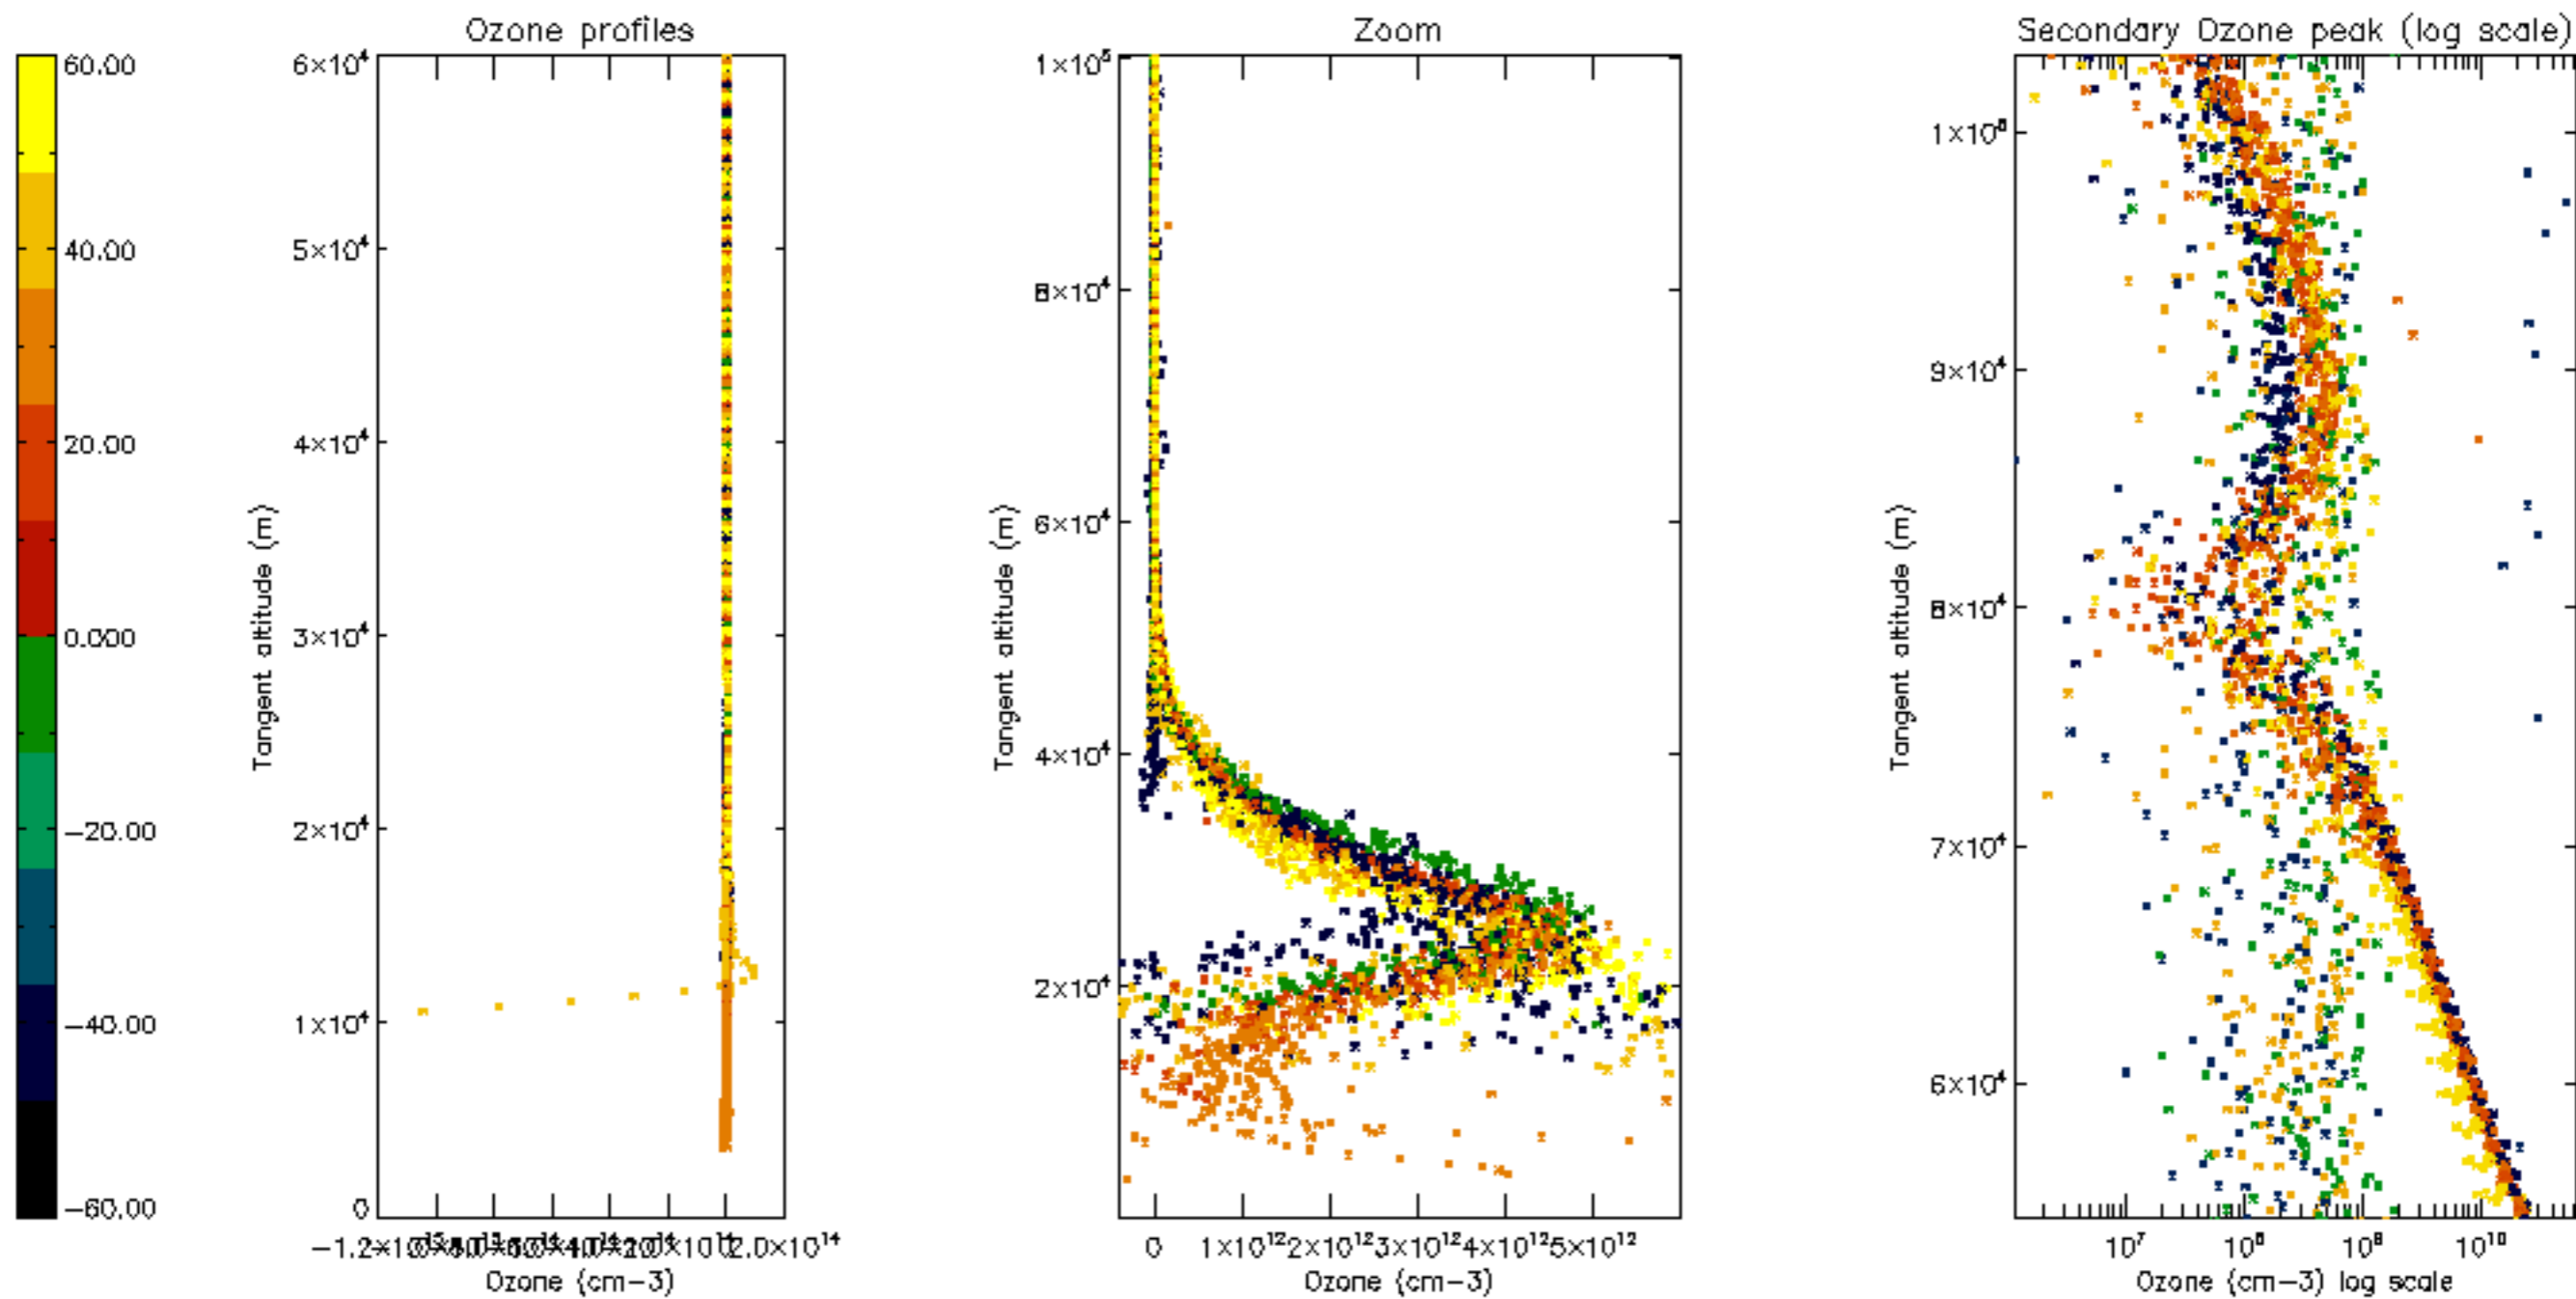 Ozone profiles
Zoom
Secondary Ozone peak (log scale)
60.00
40.00
20.00
0.000
−20.00
−40.00
−60.00
Tangent altitude (m)
6×10⁴
5×10⁴
4×10⁴
3×10⁴
2×10⁴
1×10⁴
0
2.0×10¹⁴
Ozone (cm−3)
Tangent altitude (m)
1×10⁵
8×10⁴
6×10⁴
4×10⁴
2×10⁴
0 1×10¹² 2×10¹² 3×10¹² 4×10¹² 5×10¹²
Ozone (cm−3)
Tangent altitude (m)
9×10⁴
8×10⁴
7×10⁴
6×10⁴
10⁷ 10⁸ 10⁹ 10¹⁰
Ozone (cm−3) log scale